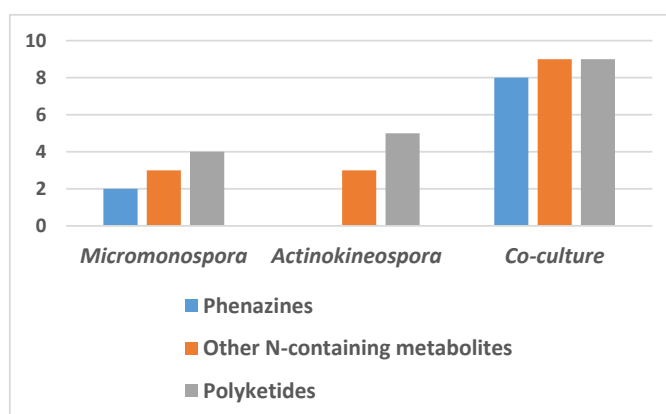 10
8
6
4
2
0
Micromonospora Actinokineospora Co-culture
Phenazines
Other N-containing metabolites
Polyketides